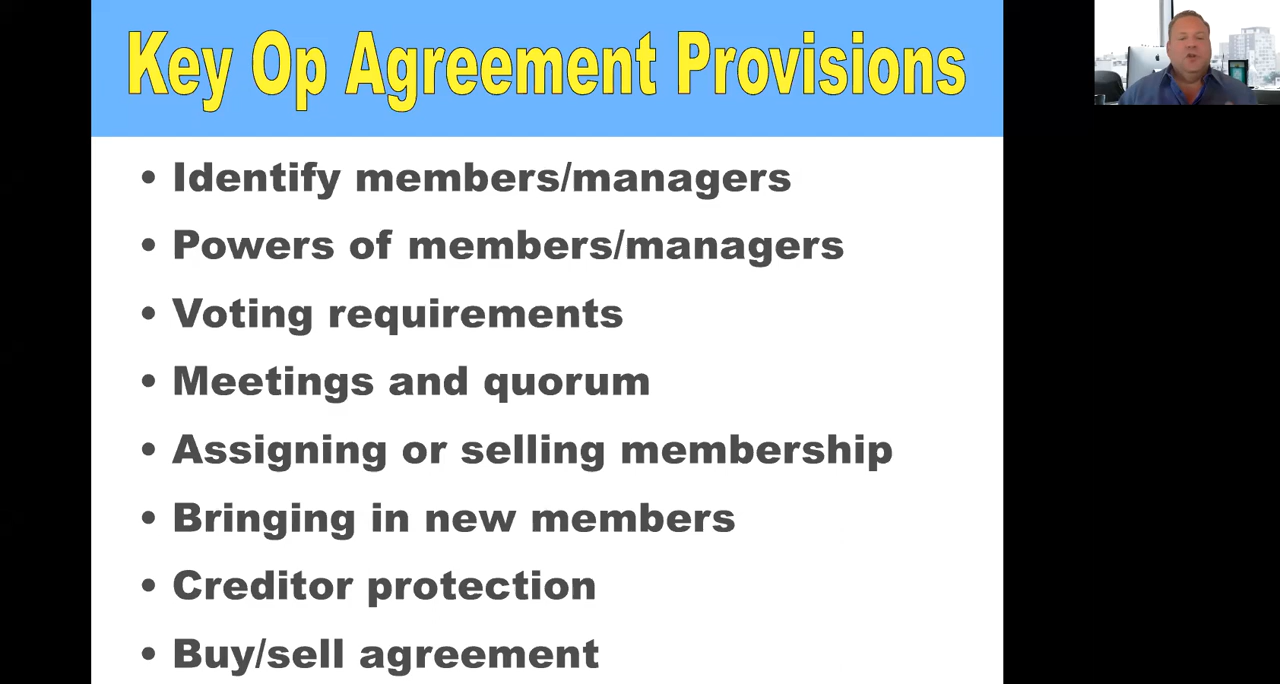 Key Op Agreement Provisions
• Identify members/managers
• Powers of members/managers
• Voting requirements
• Meetings and quorum
• Assigning or selling membership
• Bringing in new members
• Creditor protection
• Buy/sell agreement